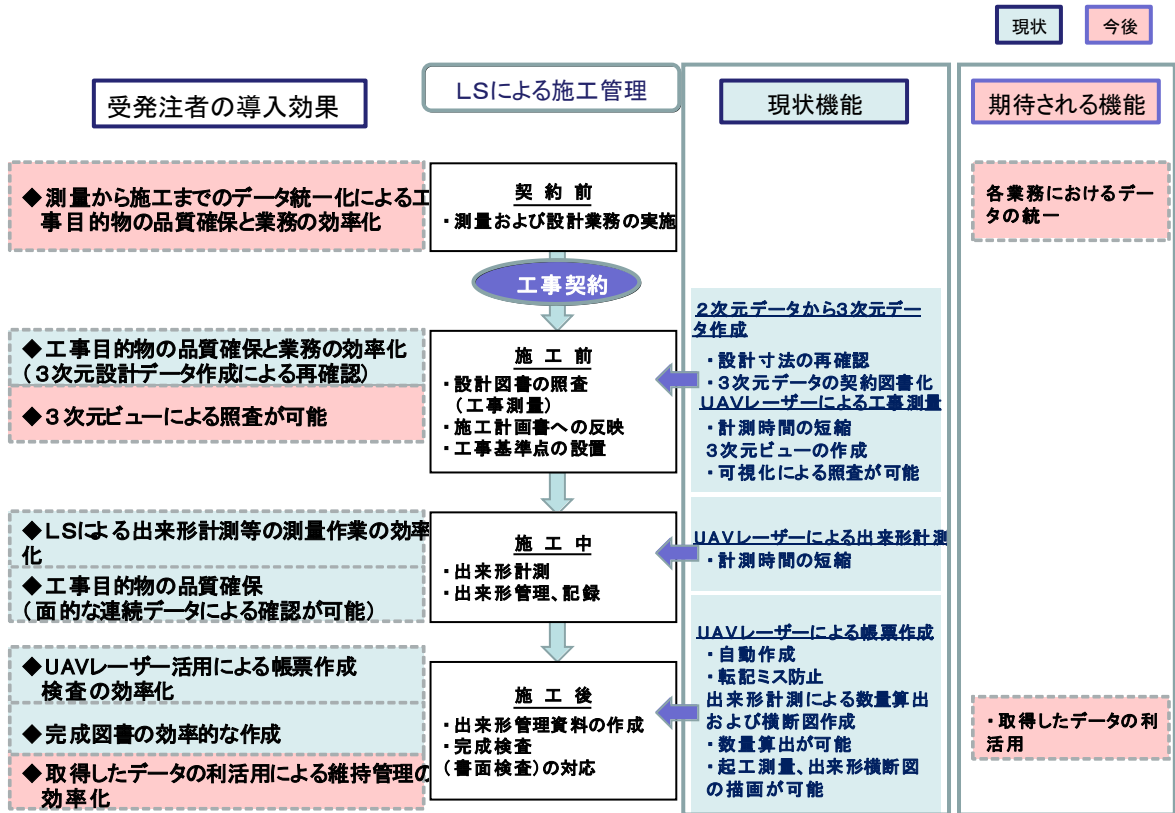 現状
今後
受発注者の導入効果
LSによる施工管理
現状機能
期待される機能
◆測量から施工までのデータ統一化による工
事目的物の品質確保と業務の効率化
契約前
・測量および設計業務の実施
各業務におけるデー
タの統一
工事契約
◆工事目的物の品質確保と業務の効率化
(3次元設計データ作成による再確認)
◆3次元ビューによる照査が可能
施工前
・設計図書の照査
(工事測量)
・施工計画書への反映
・工事基準点の設置
2次元データから3次元デー
タ作成
・設計寸法の再確認
・3次元データの契約図書化
UAVレーザーによる工事測量
・計測時間の短縮
3次元ビューの作成
・可視化による照査が可能
◆LSによる出来形計測等の測量作業の効率
化
◆工事目的物の品質確保
(面的な連続データによる確認が可能)
施工中
・出来形計測
・出来形管理、記録
UAVレーザーによる出来形計測
・計測時間の短縮
◆UAVレーザー活用による帳票作成
検査の効率化
◆完成図書の効率的な作成
◆取得したデータの利活用による維持管理の
効率化
施工後
・出来形管理資料の作成
・完成検査
(書面検査)の対応
UAVレーザーによる帳票作成
・自動作成
・転記ミス防止
出来形計測による数量算出
および横断図作成
・数量算出が可能
・起工測量、出来形横断図
の描画が可能
・取得したデータの利
活用